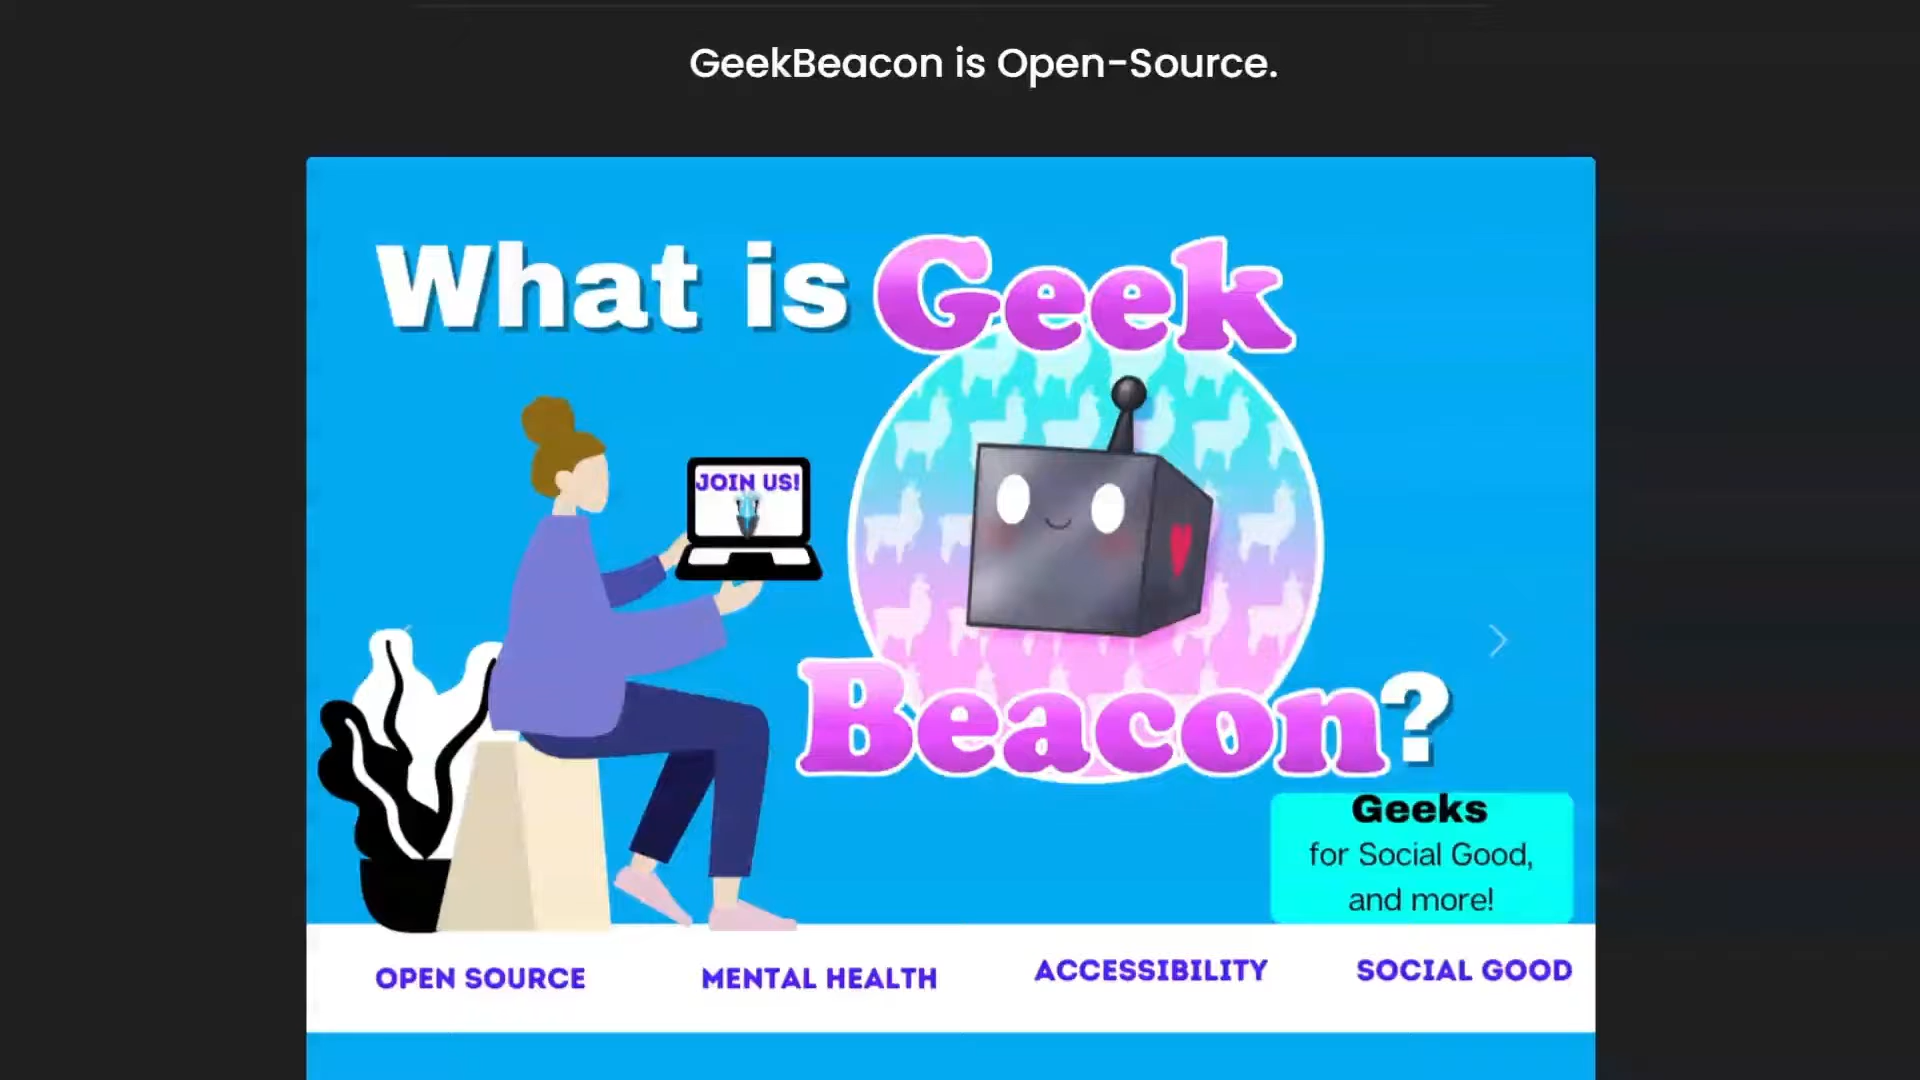 GeekBeacon is Open-Source.
What is Geek
JOIN US!
Beacon?
Geeks
for Social Good,
and more!
OPEN SOURCE
MENTAL HEALTH
ACCESSIBILITY
SOCIAL GOOD